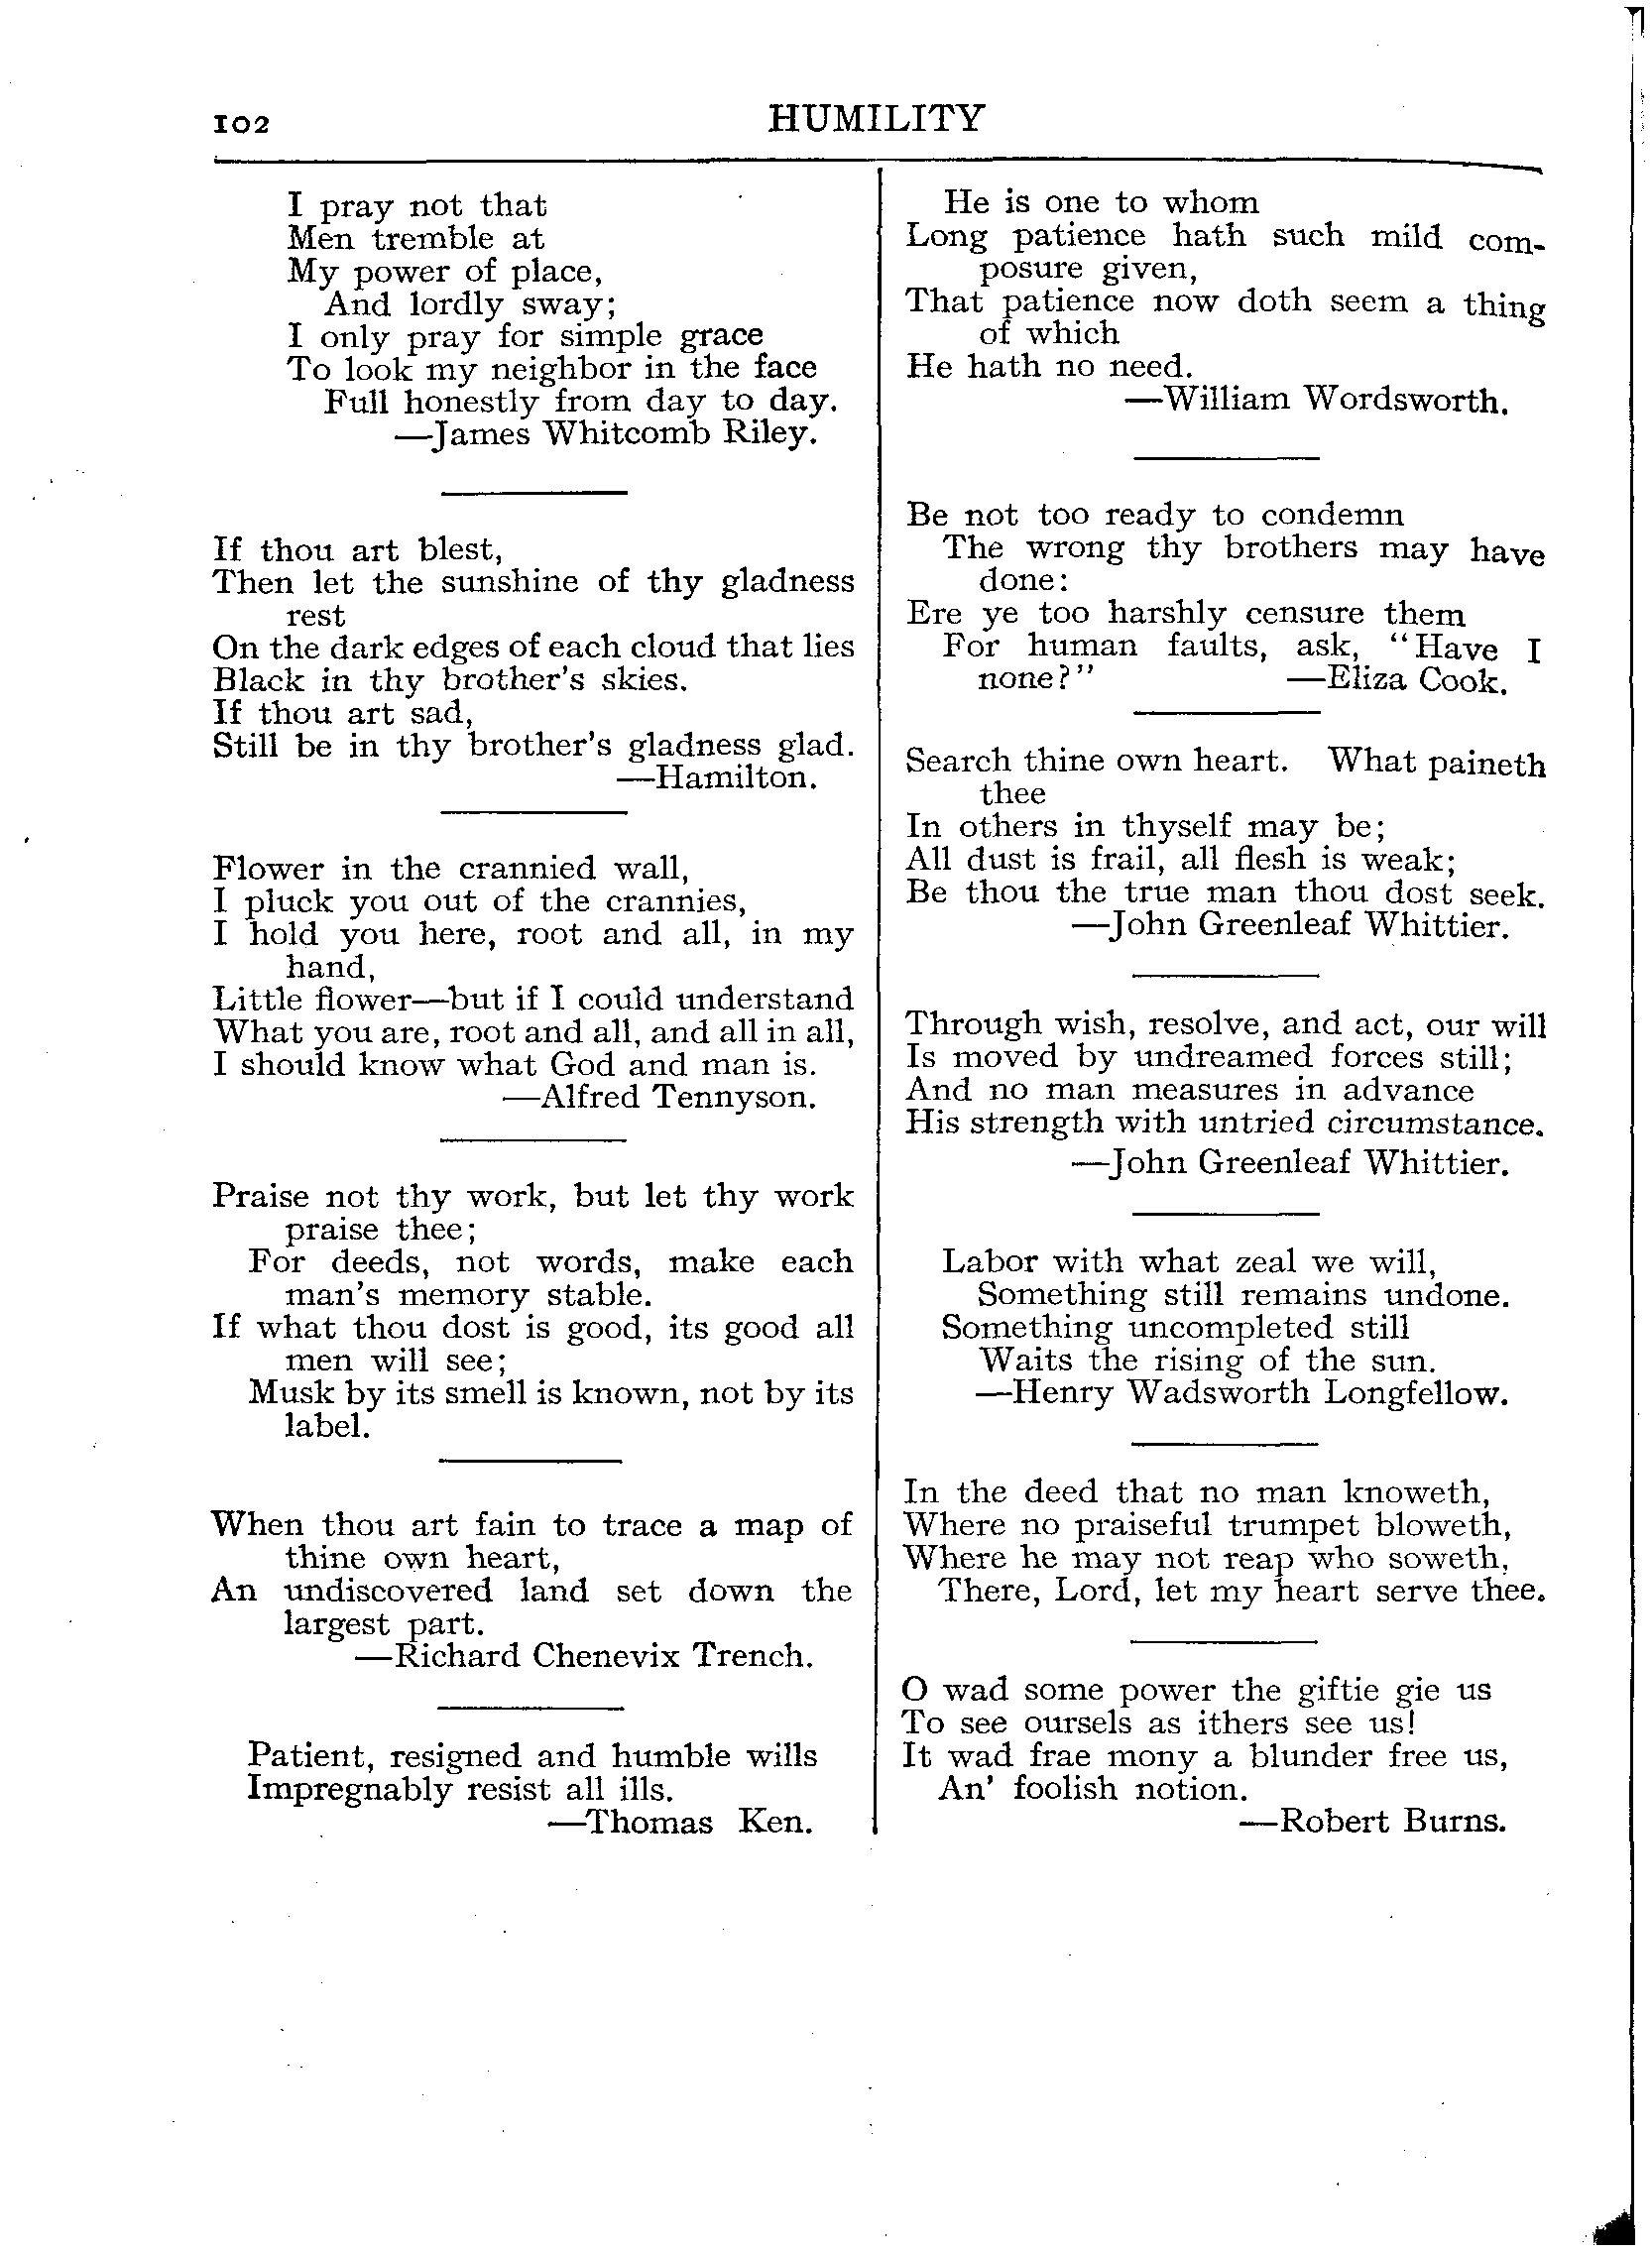 102
HUMILITY
I pray not that
Men tremble at
My power of place,
And lordly sway;
I only pray for simple grace
To look my neighbor in the face
Full honestly from day to day.
—James Whitcomb Riley.
If thou art blest,
Then let the sunshine of thy gladness
rest
On the dark edges of each cloud that lies
Black in thy brother's skies.
If thou art sad,
Still be in thy brother's gladness glad.
—Hamilton.
Flower in the crannied wall,
I pluck you out of the crannies,
I hold you here, root and all, in my
hand,
Little flower—but if I could understand
What you are, root and all, and all in all,
I should know what God and man is.
—Alfred Tennyson.
Praise not thy work, but let thy work
praise thee;
For deeds, not words, make each
man's memory stable.
If what thou dost is good, its good all
men will see;
Musk by its smell is known, not by its
label.
When thou art fain to trace a map of
thine own heart,
An undiscovered land set down the
largest part.
—Richard Chenevix Trench.
Patient, resigned and humble wills
Impregnably resist all ills.
—Thomas Ken.
He is one to whom
Long patience hath such mild com-
posure given,
That patience now doth seem a thing
of which
He hath no need.
—William Wordsworth.
Be not too ready to condemn
The wrong thy brothers may have
done:
Ere ye too harshly censure them
For human faults, ask, "Have I
none?" —Eliza Cook.
Search thine own heart. What paineth
thee
In others in thyself may be;
All dust is frail, all flesh is weak;
Be thou the true man thou dost seek.
—John Greenleaf Whittier.
Through wish, resolve, and act, our will
Is moved by undreamed forces still;
And no man measures in advance
His strength with untried circumstance.
—John Greenleaf Whittier.
Labor with what zeal we will,
Something still remains undone.
Something uncompleted still
Waits the rising of the sun.
—Henry Wadsworth Longfellow.
In the deed that no man knoweth,
Where no praiseful trumpet bloweth,
Where he may not reap who soweth,
There, Lord, let my heart serve thee.
O wad some power the giftie gie us
To see oursels as ithers see us!
It wad frae mony a blunder free us,
An' foolish notion.
—Robert Burns.